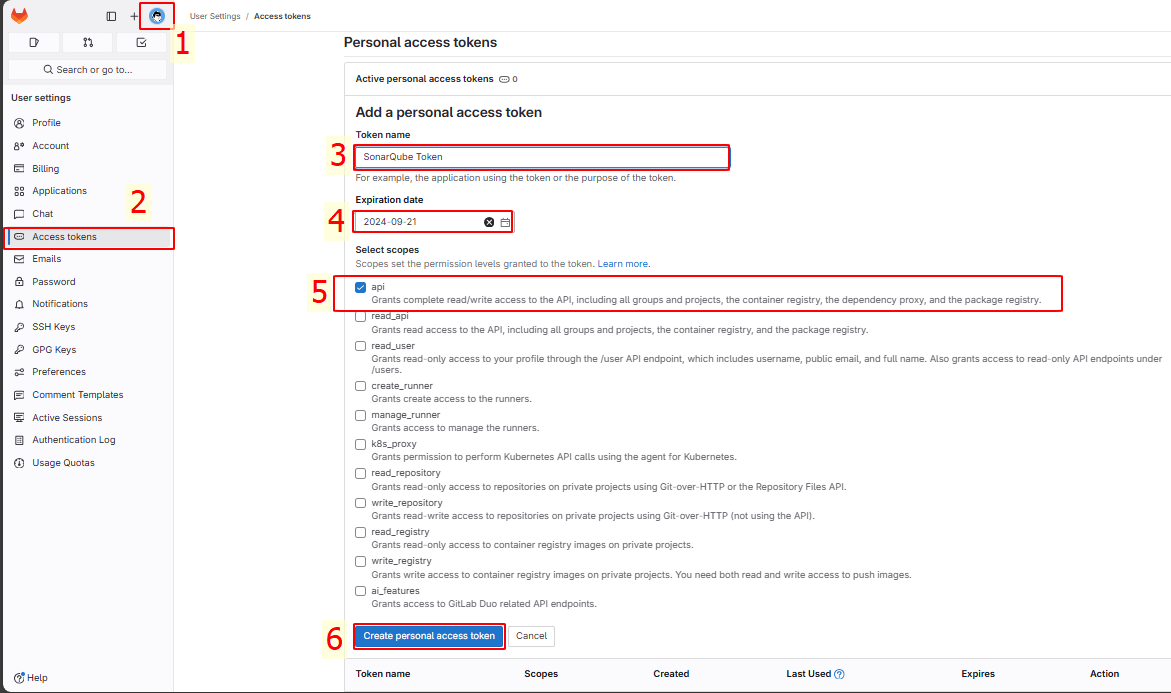 User Settings / Access tokens
1
Search or go to...
User settings
Profile
Account
Billing
Applications
2
Chat
Access tokens
Emails
Password
Notifications
SSH Keys
GPG Keys
Preferences
Comment Templates
Active Sessions
Authentication Log
Usage Quotas
Help
Personal access tokens
Active personal access tokens 0
Add a personal access token
Token name
3
SonarQube Token
For example, the application using the token or the purpose of the token.
Expiration date
4
2024-09-21
Select scopes
Scopes set the permission levels granted to the token. Learn more.
5
api
Grants complete read/write access to the API, including all groups and projects, the container registry, the dependency proxy, and the package registry.
read_api
Grants read access to the API, including all groups and projects, the container registry, and the package registry.
read_user
Grants read-only access to your profile through the /user API endpoint, which includes username, public email, and full name. Also grants access to read-only API endpoints under
/users.
create_runner
Grants create access to the runners.
manage_runner
Grants access to manage the runners.
k8s_proxy
Grants permission to perform Kubernetes API calls using the agent for Kubernetes.
read_repository
Grants read-only access to repositories on private projects using Git-over-HTTP or the Repository Files API.
write_repository
Grants read-write access to repositories on private projects using Git-over-HTTP (not using the API).
read_registry
Grants read-only access to container registry images on private projects.
write_registry
Grants write access to container registry images on private projects. You need both read and write access to push images.
ai_features
Grants access to GitLab Duo related API endpoints.
6
Create personal access token Cancel
Token name Scopes Created Last Used Expires Action